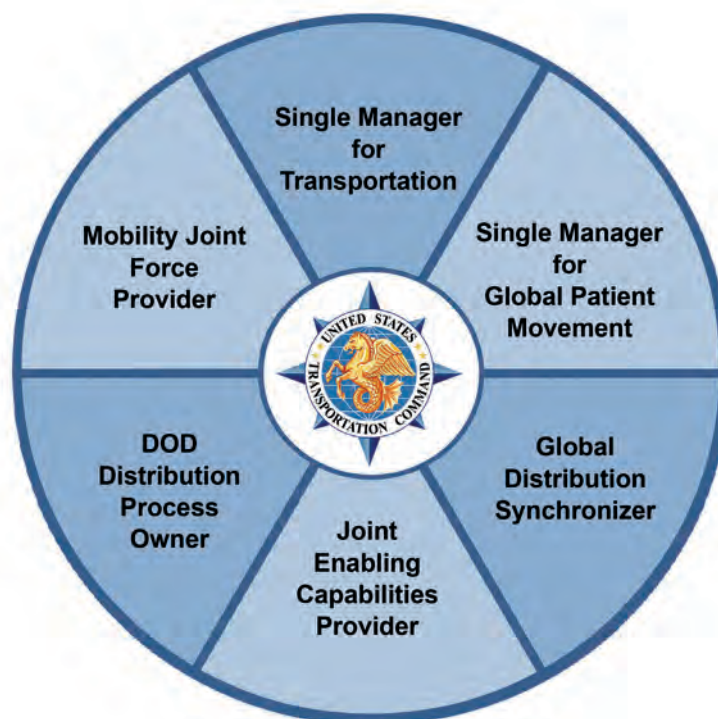 Single Manager
for
Transportation
Mobility Joint
Force
Provider
Single Manager
for
Global Patient
Movement
UNITED STATES
TRANSPORTATION COMMAND
DOD
Distribution
Process
Owner
Global
Distribution
Synchronizer
Joint
Enabling
Capabilities
Provider